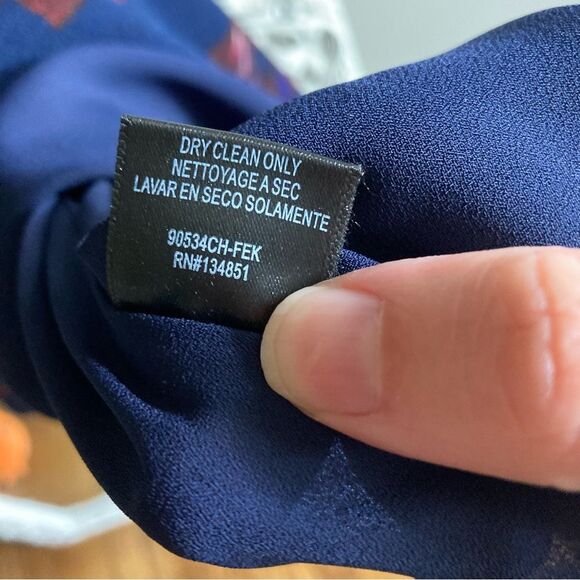 DRY CLEAN ONLY
NETTOYAGE A SEC
LAVAR EN SECO SOLAMENTE
90534CH-FEK
RN#134851